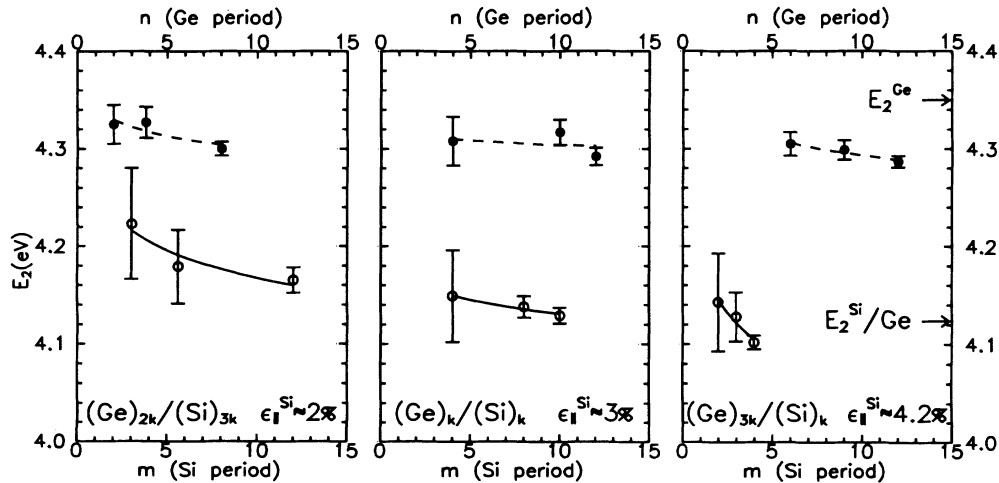 n (Ge period) n (Ge period) n (Ge period)
0 5 10 15 0 5 10 15 0 5 10 15
4.4 4.4
E₂ᴳᵉ
4.3 4.3
E₂(eV)
4.2 4.2
E₂ˢⁱ/Ge
4.1 4.1
(Ge)₂ₖ/(Si)₃ₖ ε∥ˢⁱ≈2% (Ge)ₖ/(Si)ₖ ε∥ˢⁱ≈3% (Ge)₃ₖ/(Si)ₖ ε∥ˢⁱ≈4.2%
4.0 4.0
0 5 10 15 5 10 15 5 10 15
m (Si period) m (Si period) m (Si period)